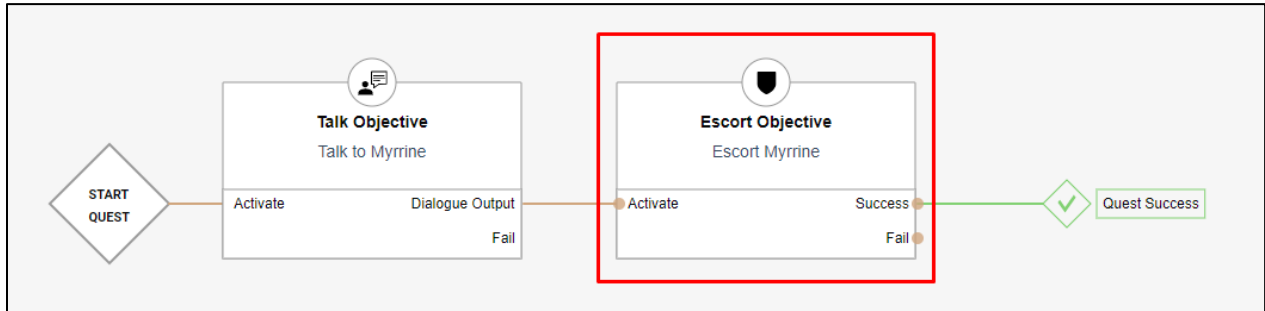 START
QUEST
Talk Objective
Talk to Myrrine
Activate
Dialogue Output
Fail
Escort Objective
Escort Myrrine
Activate
Success
Fail
Quest Success